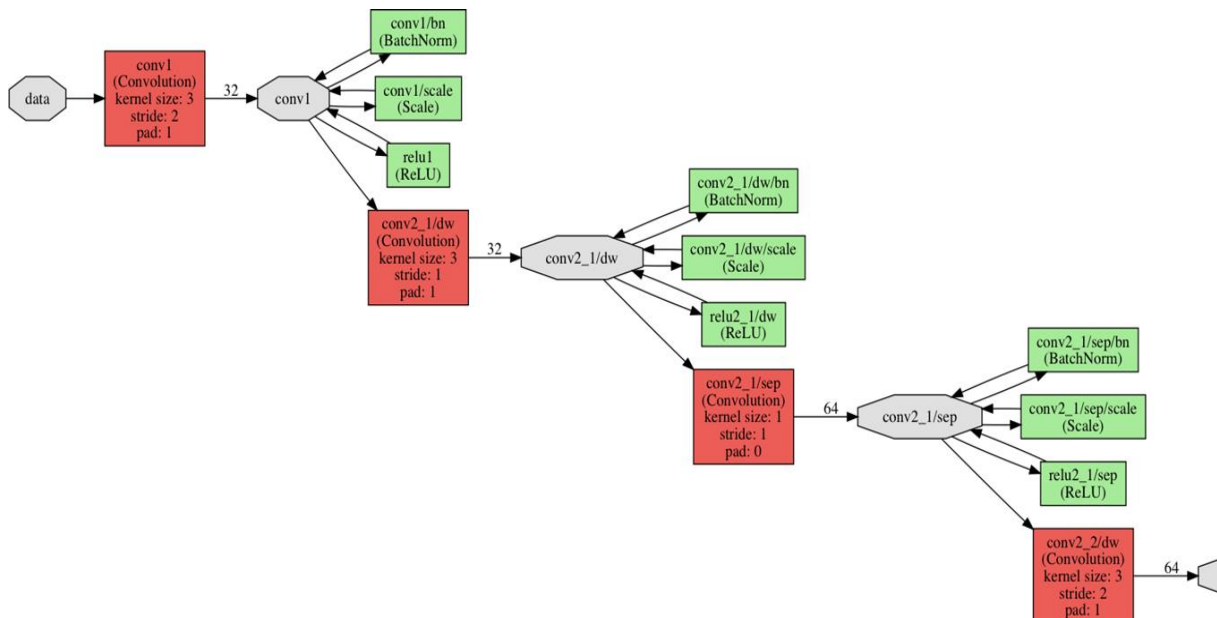 conv1/bn
(BatchNorm)
data
conv1
(Convolution)
kernel size: 3
stride: 2
pad: 1
32
conv1
conv1/scale
(Scale)
relu1
(ReLU)
conv2_1/dw
(Convolution)
kernel size: 3
stride: 1
pad: 1
32
conv2_1/dw
conv2_1/dw/bn
(BatchNorm)
conv2_1/dw/scale
(Scale)
relu2_1/dw
(ReLU)
conv2_1/sep
(Convolution)
kernel size: 1
stride: 1
pad: 0
64
conv2_1/sep
conv2_1/sep/bn
(BatchNorm)
conv2_1/sep/scale
(Scale)
relu2_1/sep
(ReLU)
conv2_2/dw
(Convolution)
kernel size: 3
stride: 2
pad: 1
64